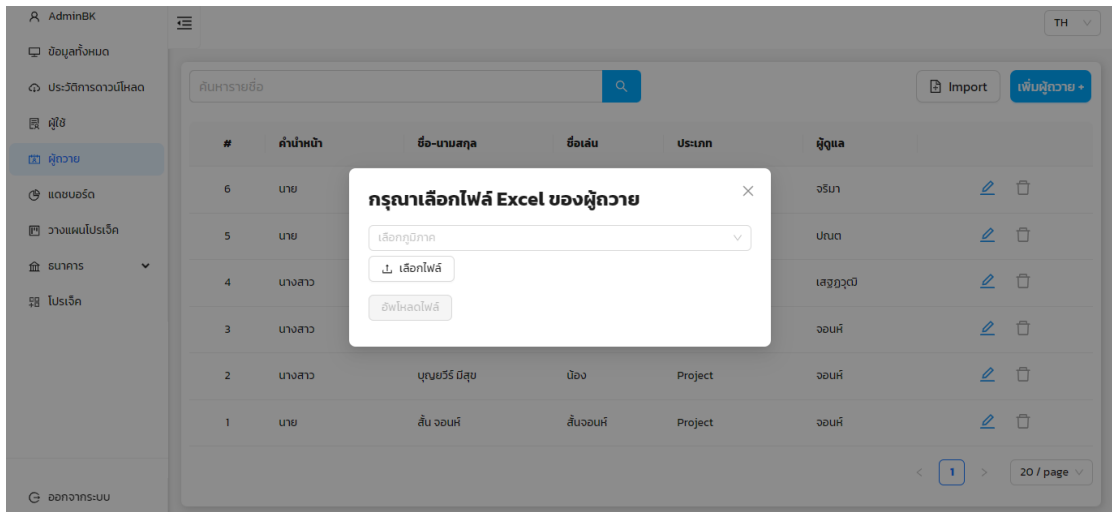 AdminBK
TH
ข้อมูลทั้งหมด
ประวัติการดาวน์โหลด
ค้นหารายชื่อ
Import
เพิ่มผู้ถวาย +
ผู้ใช้
ผู้ถวาย
แดชบอร์ด
วางแผนโปรเจ็ค
ธนาคาร
โปรเจ็ค
# คำนำหน้า ชื่อ-นามสกุล ชื่อเล่น ประเภท ผู้ดูแล
6 นาย จริมา
กรุณาเลือกไฟล์ Excel ของผู้ถวาย
เลือกภูมิภาค
5 นาย ปณต
เลือกไฟล์
4 นางสาว เสฐฏวุฒิ
อัพโหลดไฟล์
3 นางสาว จอนห์
2 นางสาว บุญยวีร์ มีสุข น้อง Project จอนห์
1 นาย สั้น จอนห์ สั้นจอนห์ Project จอนห์
< 1 > 20 / page
ออกจากระบบ